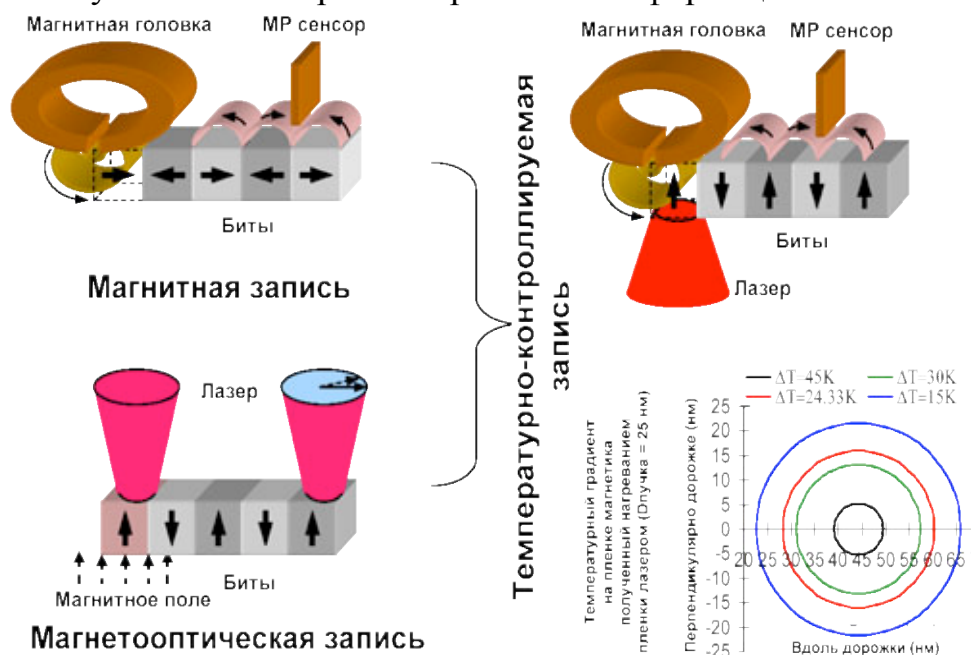 Магнитная головка
МР сенсор
Биты
Магнитная запись
Лазер
Биты
Магнитное поле
Магнетооптическая запись
Температурно-контроллируемая
запись
Магнитная головка
МР сенсор
Биты
Лазер
ΔT=45K
ΔT=30K
ΔT=24.33K
ΔT=15K
Температурный градиент
на пленке магнетика
полученный нагреванием
пленки лазером (Dпучка = 25 нм)
Перпендикулярно дорожке (нм)
25
20
15
10
5
0
-5
-10
-15
-20
-25
20 25 30 35 40 45 50 55 60 65
Вдоль дорожки (нм)